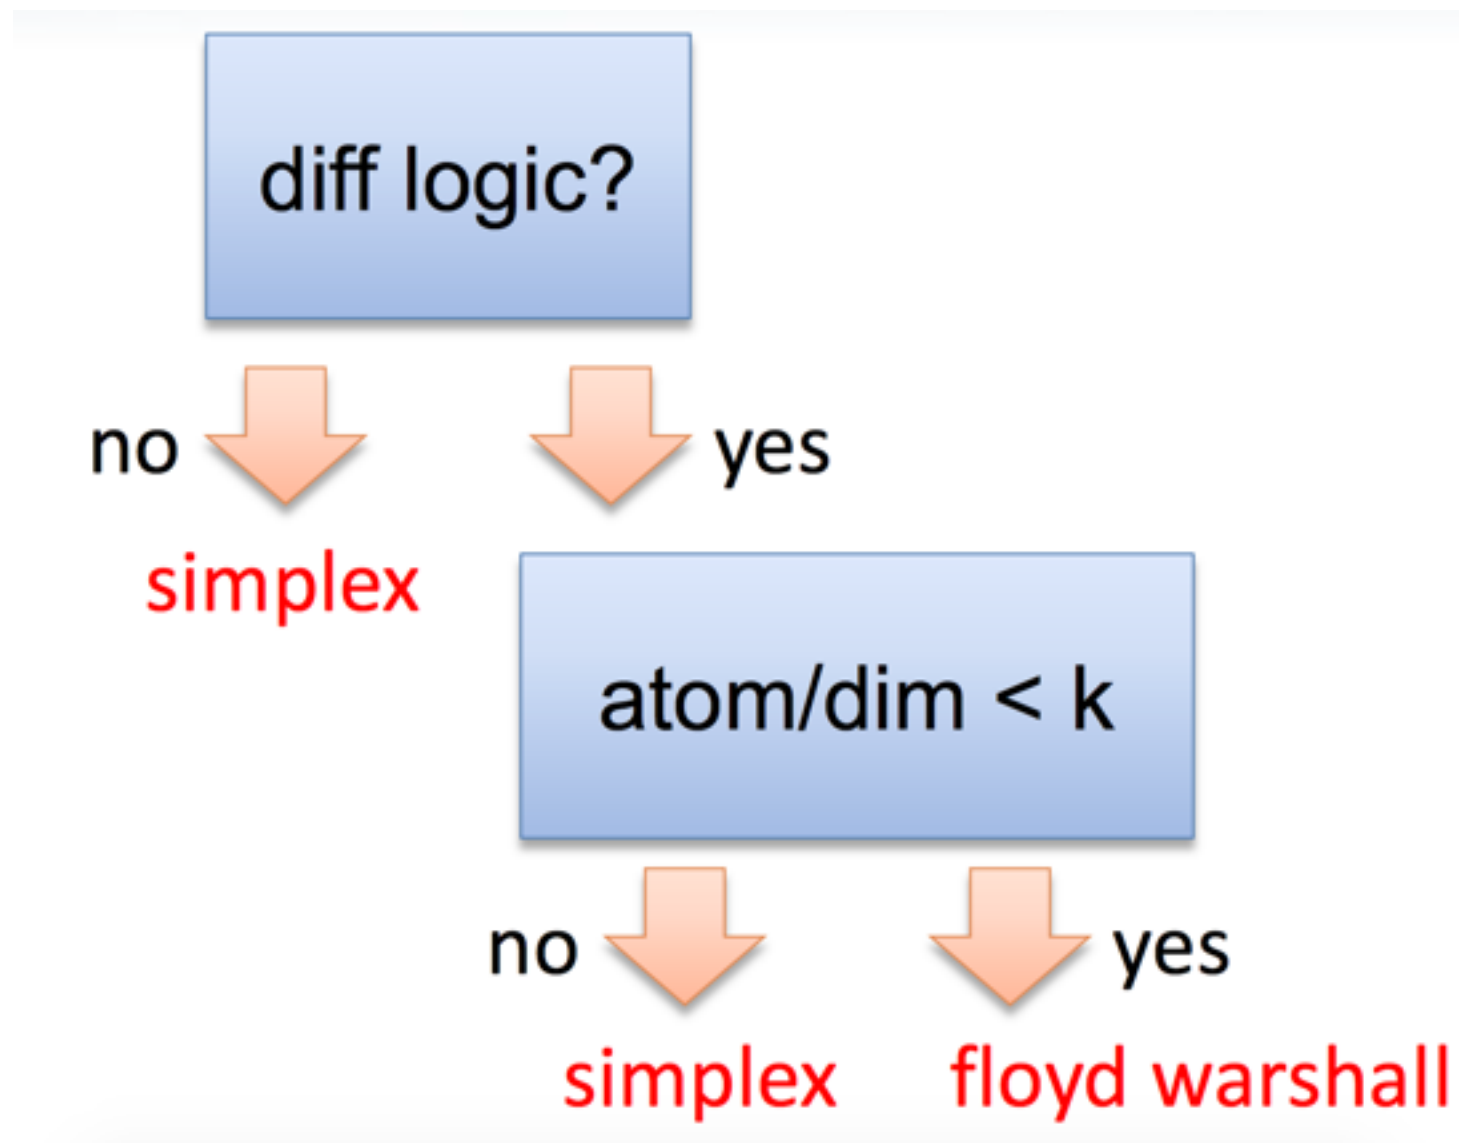 diff logic?
no
yes
simplex
atom/dim < k
no
yes
simplex
floyd warshall